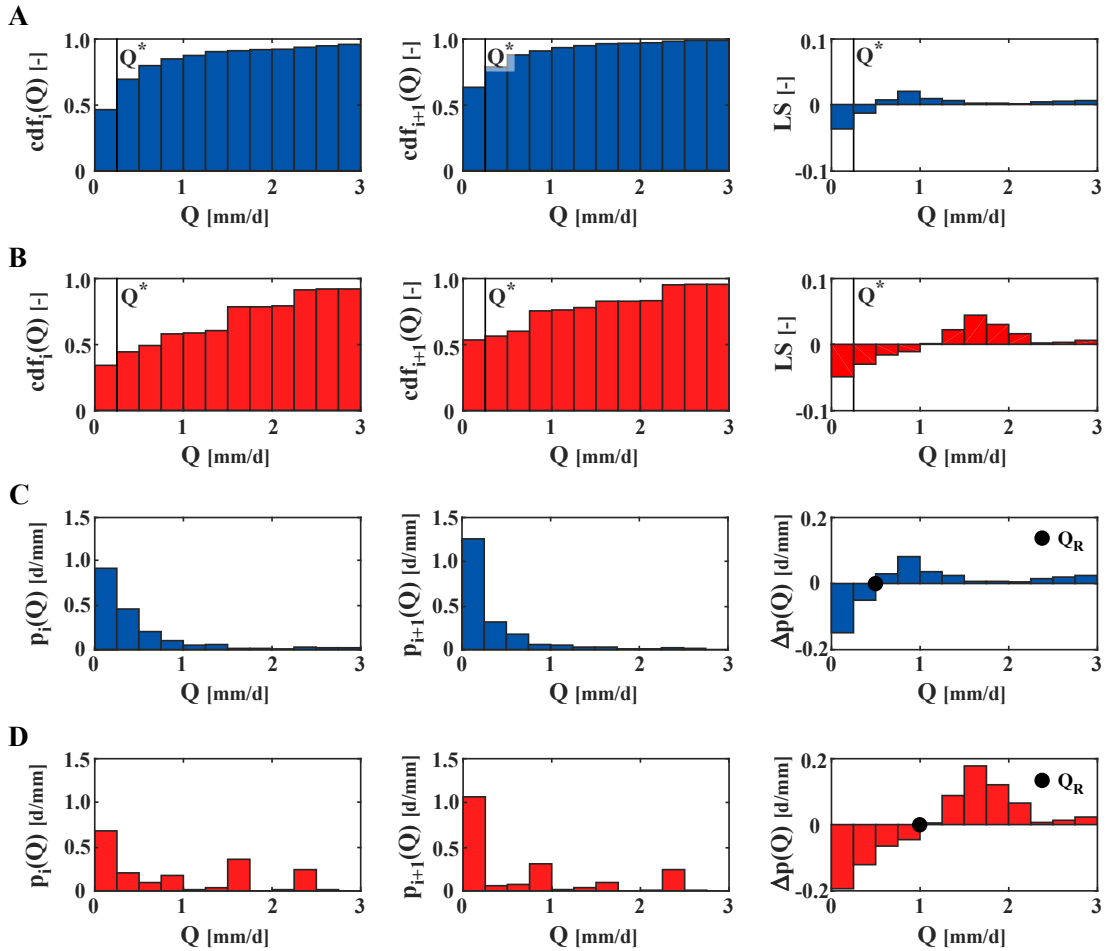 A
cdf_i(Q) [-]
1.0
0.5
0
Q*
0 1 2 3
Q [mm/d]
cdf_{i+1}(Q) [-]
1.0
0.5
0
Q*
0 1 2 3
Q [mm/d]
LS [-]
0.1
0
-0.1
Q*
0 1 2 3
Q [mm/d]
B
cdf_i(Q) [-]
1.0
0.5
0
Q*
0 1 2 3
Q [mm/d]
cdf_{i+1}(Q) [-]
1.0
0.5
0
Q*
0 1 2 3
Q [mm/d]
LS [-]
0.1
0
-0.1
Q*
0 1 2 3
Q [mm/d]
C
p_i(Q) [d/mm]
1.5
1.0
0.5
0
0 1 2 3
Q [mm/d]
p_{i+1}(Q) [d/mm]
1.5
1.0
0.5
0
0 1 2 3
Q [mm/d]
Δp(Q) [d/mm]
0.2
0
-0.2
Q_R
0 1 2 3
Q [mm/d]
D
p_i(Q) [d/mm]
1.5
1.0
0.5
0
0 1 2 3
Q [mm/d]
p_{i+1}(Q) [d/mm]
1.5
1.0
0.5
0
0 1 2 3
Q [mm/d]
Δp(Q) [d/mm]
0.2
0
-0.2
Q_R
0 1 2 3
Q [mm/d]